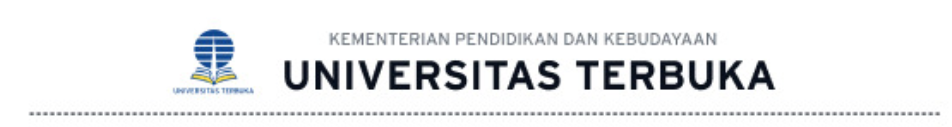 KEMENTERIAN PENDIDIKAN DAN KEBUDAYAAN
UNIVERSITAS TERBUKA
UNIVERSITAS TERBUKA